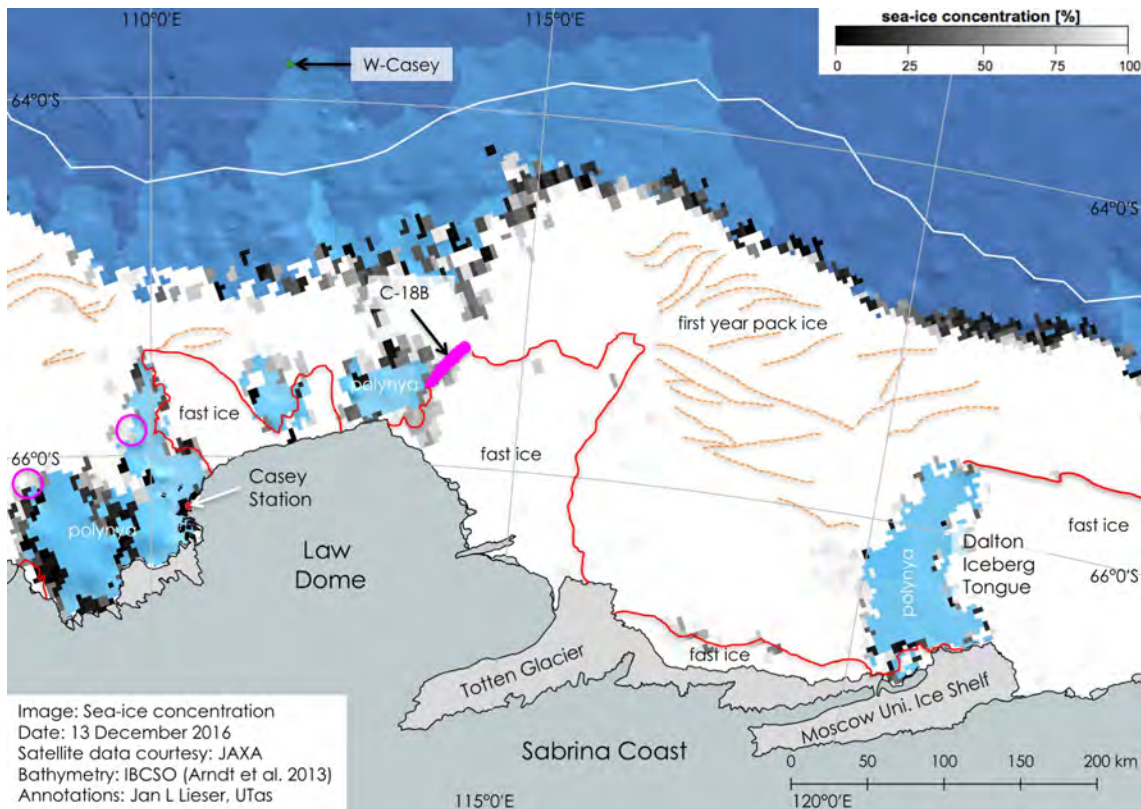 110°0'E
115°0'E
sea-ice concentration [%]
0 25 50 75 100
W-Casey
64°0'S
64°0'S
C-18B
first year pack ice
polynya
fast ice
66°0'S
fast ice
Casey
Station
fast ice
polynya
Law
Dome
Dalton
Iceberg
Tongue
polynya
66°0'S
fast ice
Totten Glacier
Moscow Uni. Ice Shelf
Sabrina Coast
Image: Sea-ice concentration
Date: 13 December 2016
Satellite data courtesy: JAXA
Bathymetry: IBCSO (Arndt et al. 2013)
Annotations: Jan L Lieser, UTas
0 50 100 150 200 km
115°0'E
120°0'E